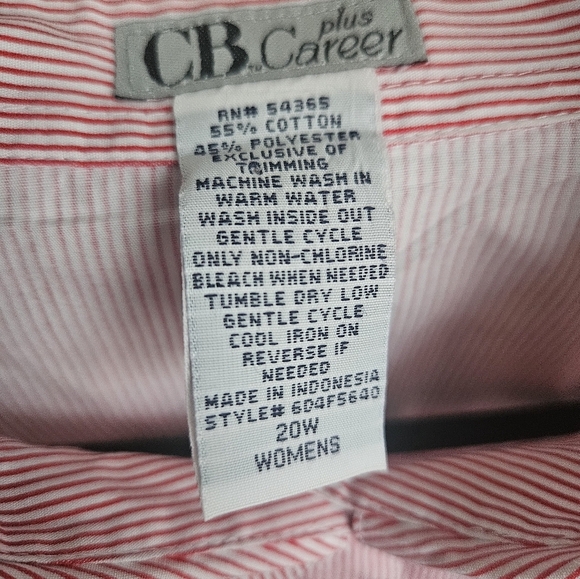 plus
CB Career
RN# 54365
55% COTTON
45% POLYESTER
EXCLUSIVE OF
TRIMMING
MACHINE WASH IN
WARM WATER
WASH INSIDE OUT
GENTLE CYCLE
ONLY NON-CHLORINE
BLEACH WHEN NEEDED
TUMBLE DRY LOW
GENTLE CYCLE
COOL IRON ON
REVERSE IF
NEEDED
MADE IN INDONESIA
STYLE# 6D4F5640
20W
WOMENS